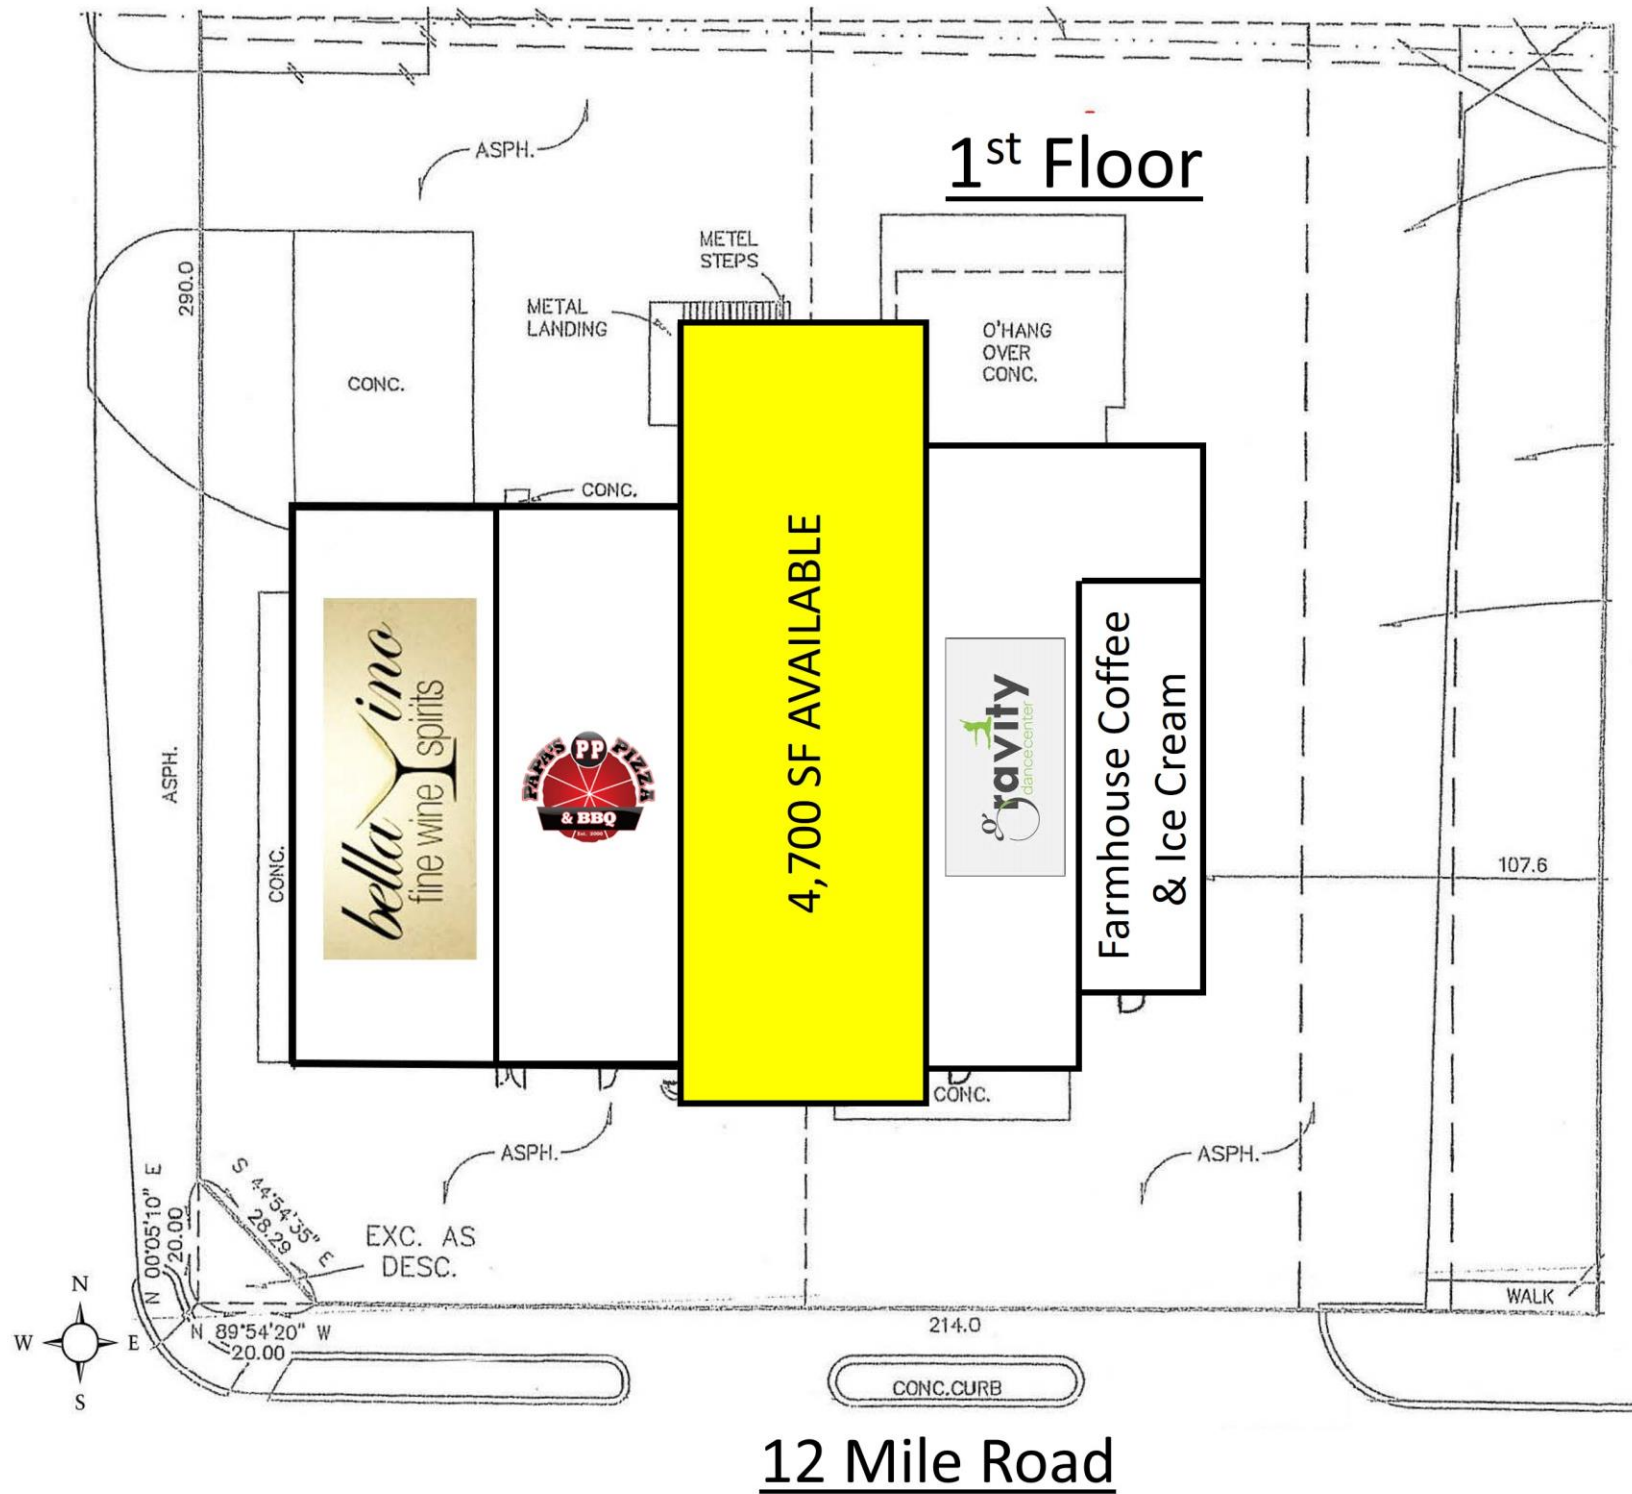 1st Floor
ASPH.
METEL
STEPS
290.0
METAL
LANDING
O'HANG
OVER
CONC.
CONC.
CONC.
bella Vino
fine wine spirits
PAPA'S PP PIZZA
& BBQ
Est. 2000
4,700 SF AVAILABLE
gravity
dancecenter
Farmhouse Coffee
& Ice Cream
ASPH.
CONC.
107.6
CONC.
ASPH.
ASPH.
N 00°05'10" E
20.00
S 44°54'35" E
28.29
EXC. AS
DESC.
WALK
N
W E
S
N 89°54'20" W
20.00
214.0
CONC.CURB
12 Mile Road